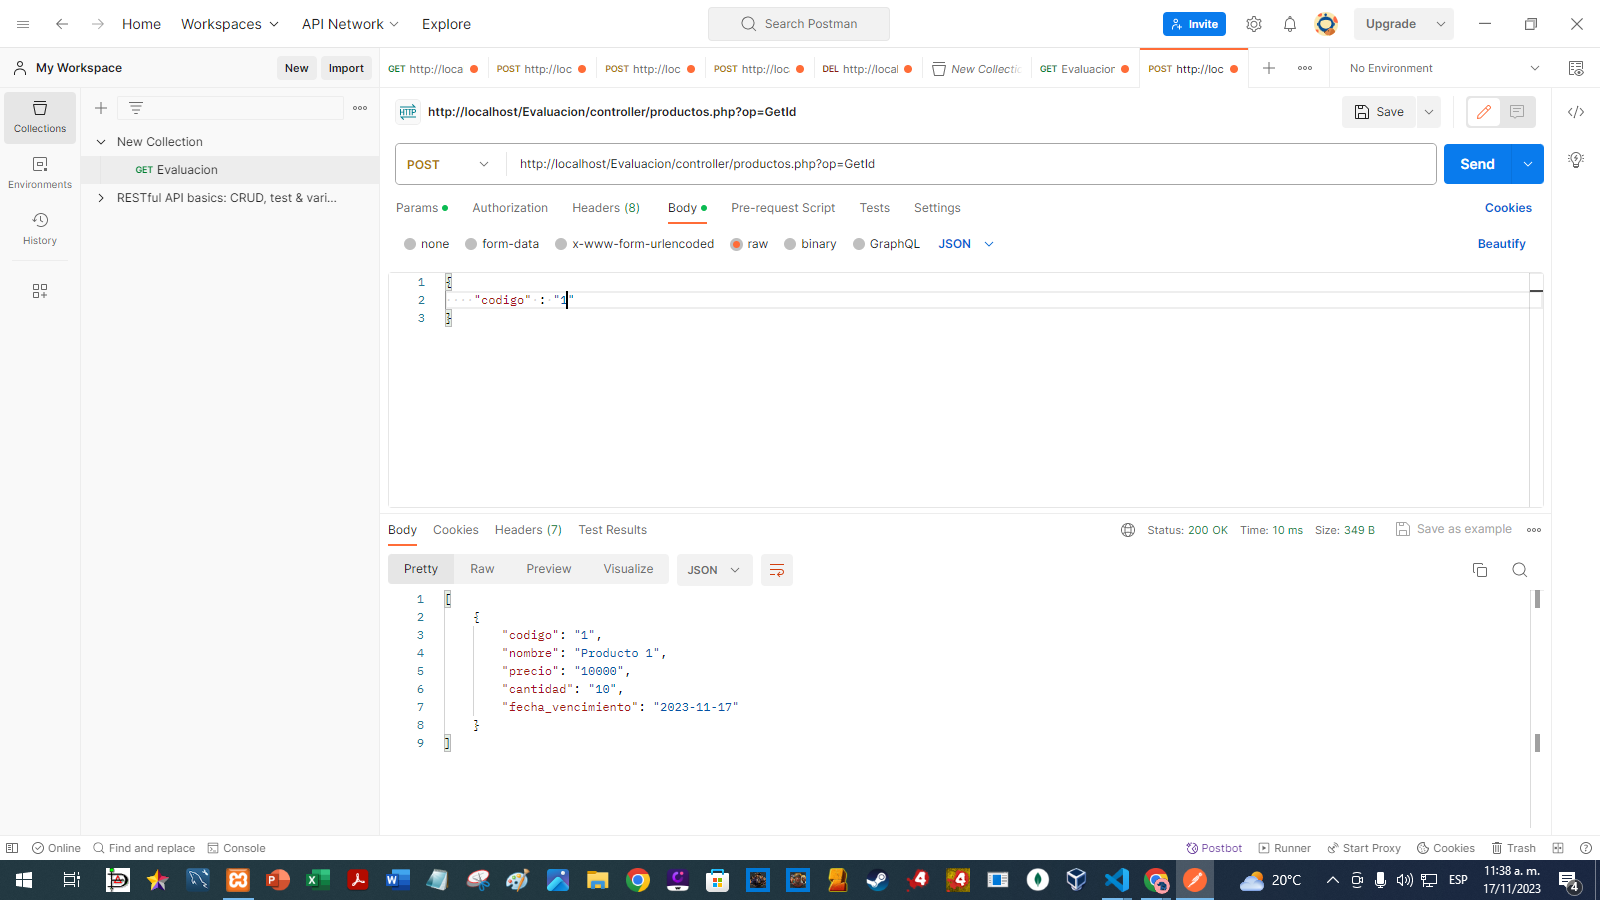 Home
Workspaces
API Network
Explore
Search Postman
Invite
Upgrade
My Workspace
New
Import
GET http://loca
POST http://loc
POST http://loc
POST http://loc
DEL http://local
New Collectic
GET Evaluacion
POST http://loc
No Environment
Collections
Environments
History
New Collection
GET Evaluacion
RESTful API basics: CRUD, test & vari...
HTTP
http://localhost/Evaluacion/controller/productos.php?op=GetId
Save
POST
http://localhost/Evaluacion/controller/productos.php?op=GetId
Send
Params
Authorization
Headers (8)
Body
Pre-request Script
Tests
Settings
Cookies
none
form-data
x-www-form-urlencoded
raw
binary
GraphQL
JSON
Beautify
1 {
2 "codigo" : "1"
3 }
Body
Cookies
Headers (7)
Test Results
Status: 200 OK
Time: 10 ms
Size: 349 B
Save as example
Pretty
Raw
Preview
Visualize
JSON
1 [
2 {
3 "codigo": "1",
4 "nombre": "Producto 1",
5 "precio": "10000",
6 "cantidad": "10",
7 "fecha_vencimiento": "2023-11-17"
8 }
9 ]
Online
Find and replace
Console
Postbot
Runner
Start Proxy
Cookies
Trash
20°C
ESP
11:38 a. m.
17/11/2023
4